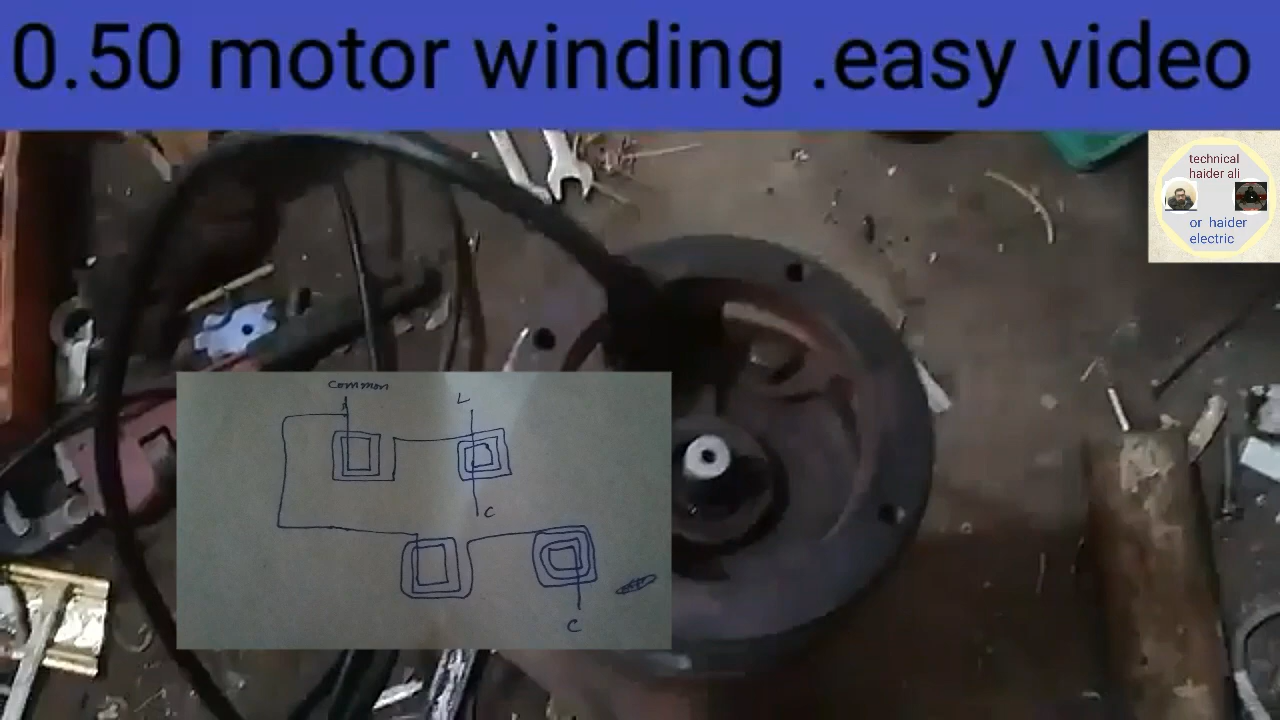 0.50 motor winding .easy video
technical
haider ali
or haider
electric
Common
L
C
C